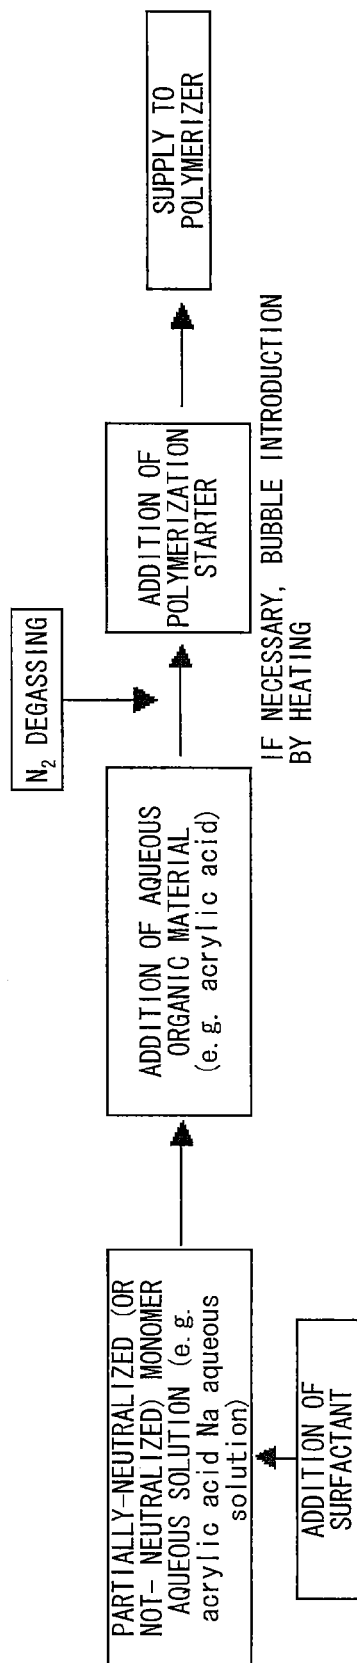 PARTIALLY-NEUTRALIZED (OR
NOT- NEUTRALIZED) MONOMER
AQUEOUS SOLUTION (e.g.
acrylic acid Na aqueous
solution)
ADDITION OF
SURFACTANT
ADDITION OF AQUEOUS
ORGANIC MATERIAL
(e.g. acrylic acid)
N₂ DEGASSING
ADDITION OF
POLYMERIZATION
STARTER
IF NECESSARY, BUBBLE INTRODUCTION
BY HEATING
SUPPLY TO
POLYMERIZER